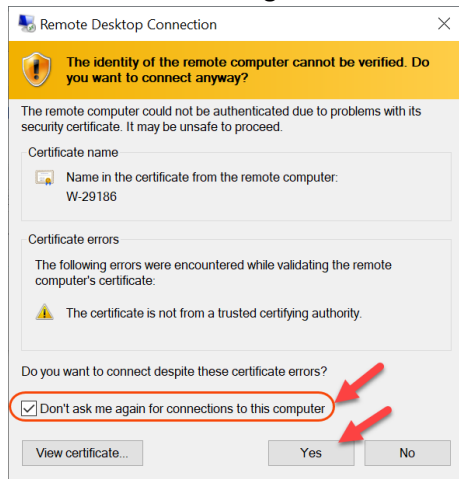 Remote Desktop Connection
The identity of the remote computer cannot be verified. Do
you want to connect anyway?
The remote computer could not be authenticated due to problems with its
security certificate. It may be unsafe to proceed.
Certificate name
Name in the certificate from the remote computer:
W-29186
Certificate errors
The following errors were encountered while validating the remote
computer's certificate:
The certificate is not from a trusted certifying authority.
Do you want to connect despite these certificate errors?
Don't ask me again for connections to this computer
View certificate...
Yes
No